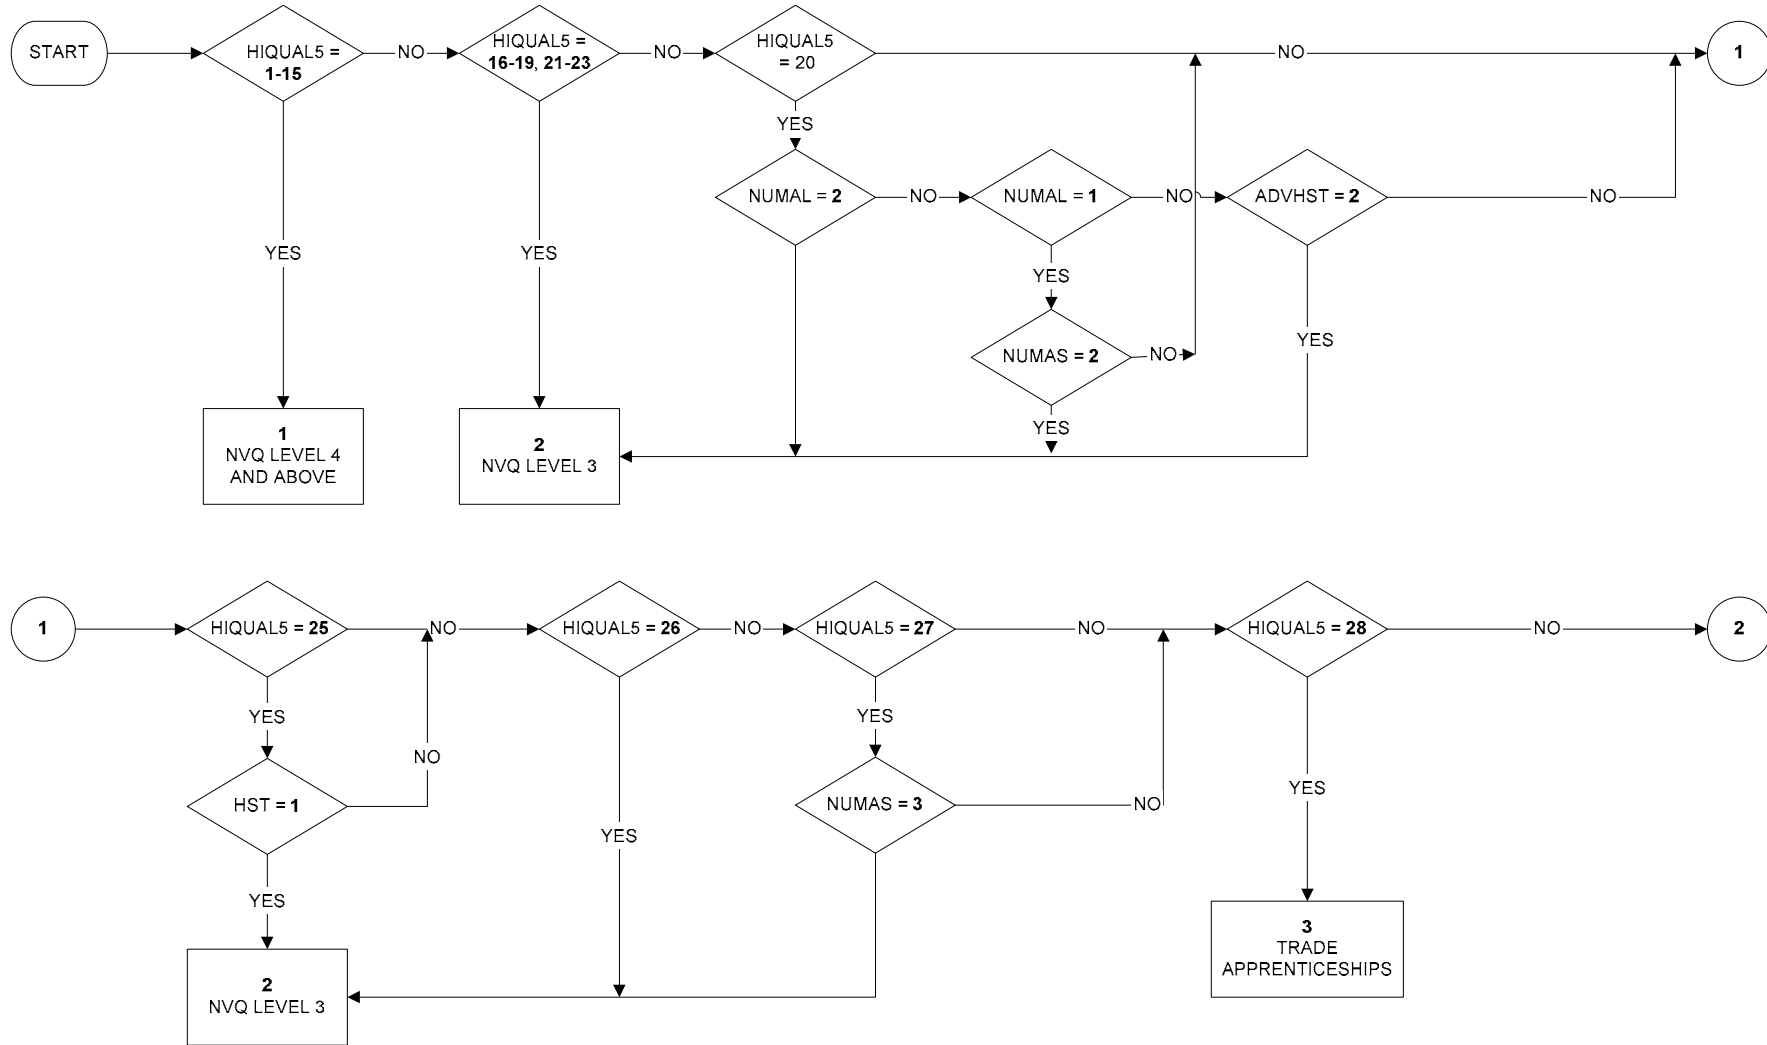 START
HIQUAL5 =
1-15
NO
HIQUAL5 =
16-19, 21-23
NO
HIQUAL5
= 20
NO
1
YES
NUMAL = 2
NO
NUMAL = 1
NO
ADVHST = 2
NO
YES
YES
YES
NUMAS = 2
NO
YES
YES
1
NVQ LEVEL 4
AND ABOVE
2
NVQ LEVEL 3
1
HIQUAL5 = 25
NO
HIQUAL5 = 26
NO
HIQUAL5 = 27
NO
HIQUAL5 = 28
NO
2
YES
YES
NO
HST = 1
NUMAS = 3
NO
YES
YES
YES
2
NVQ LEVEL 3
3
TRADE
APPRENTICESHIPS